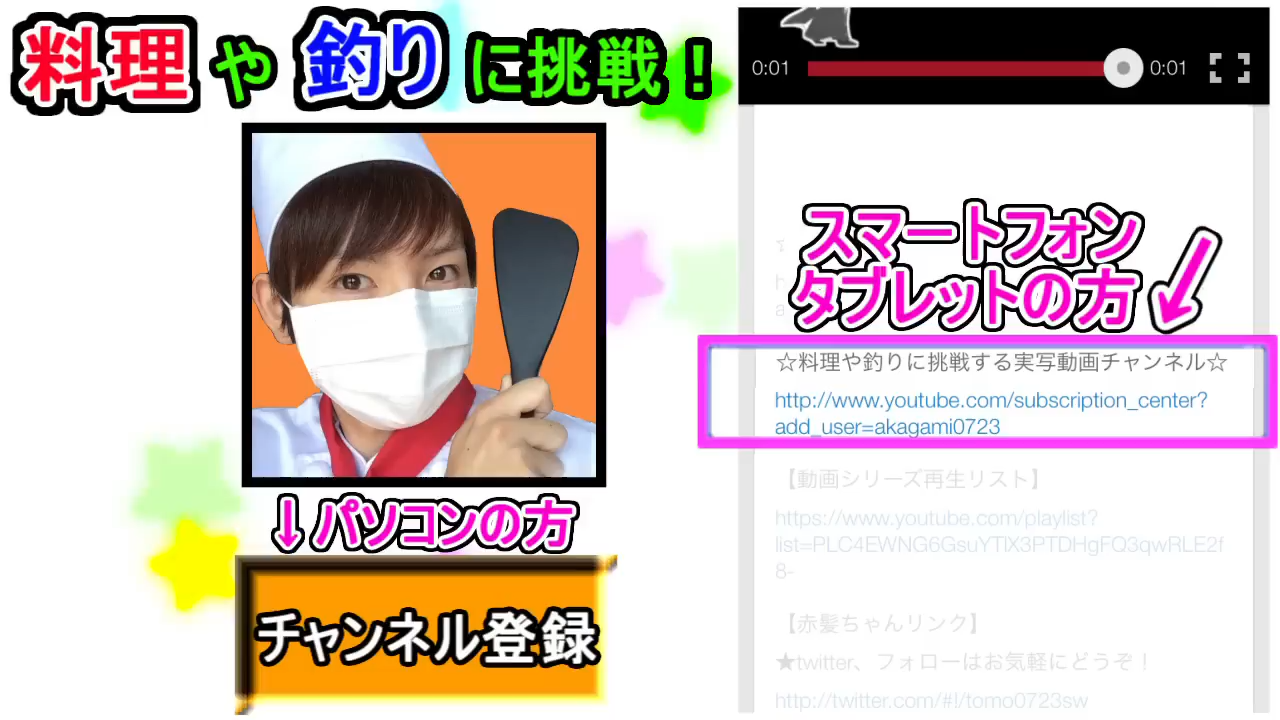 料理や釣りに挑戦！
↓パソコンの方
チャンネル登録
0:01
0:01
スマートフォン
タブレットの方
☆料理や釣りに挑戦する実写動画チャンネル☆
http://www.youtube.com/subscription_center?
add_user=akagami0723
【動画シリーズ再生リスト】
https://www.youtube.com/playlist?
list=PLC4EWNG6GsuYTlX3PTDHgFQ3qwRLE2f
8-
【赤髪ちゃんリンク】
★twitter、フォローはお気軽にどうぞ！
http://twitter.com/#!/tomo0723sw